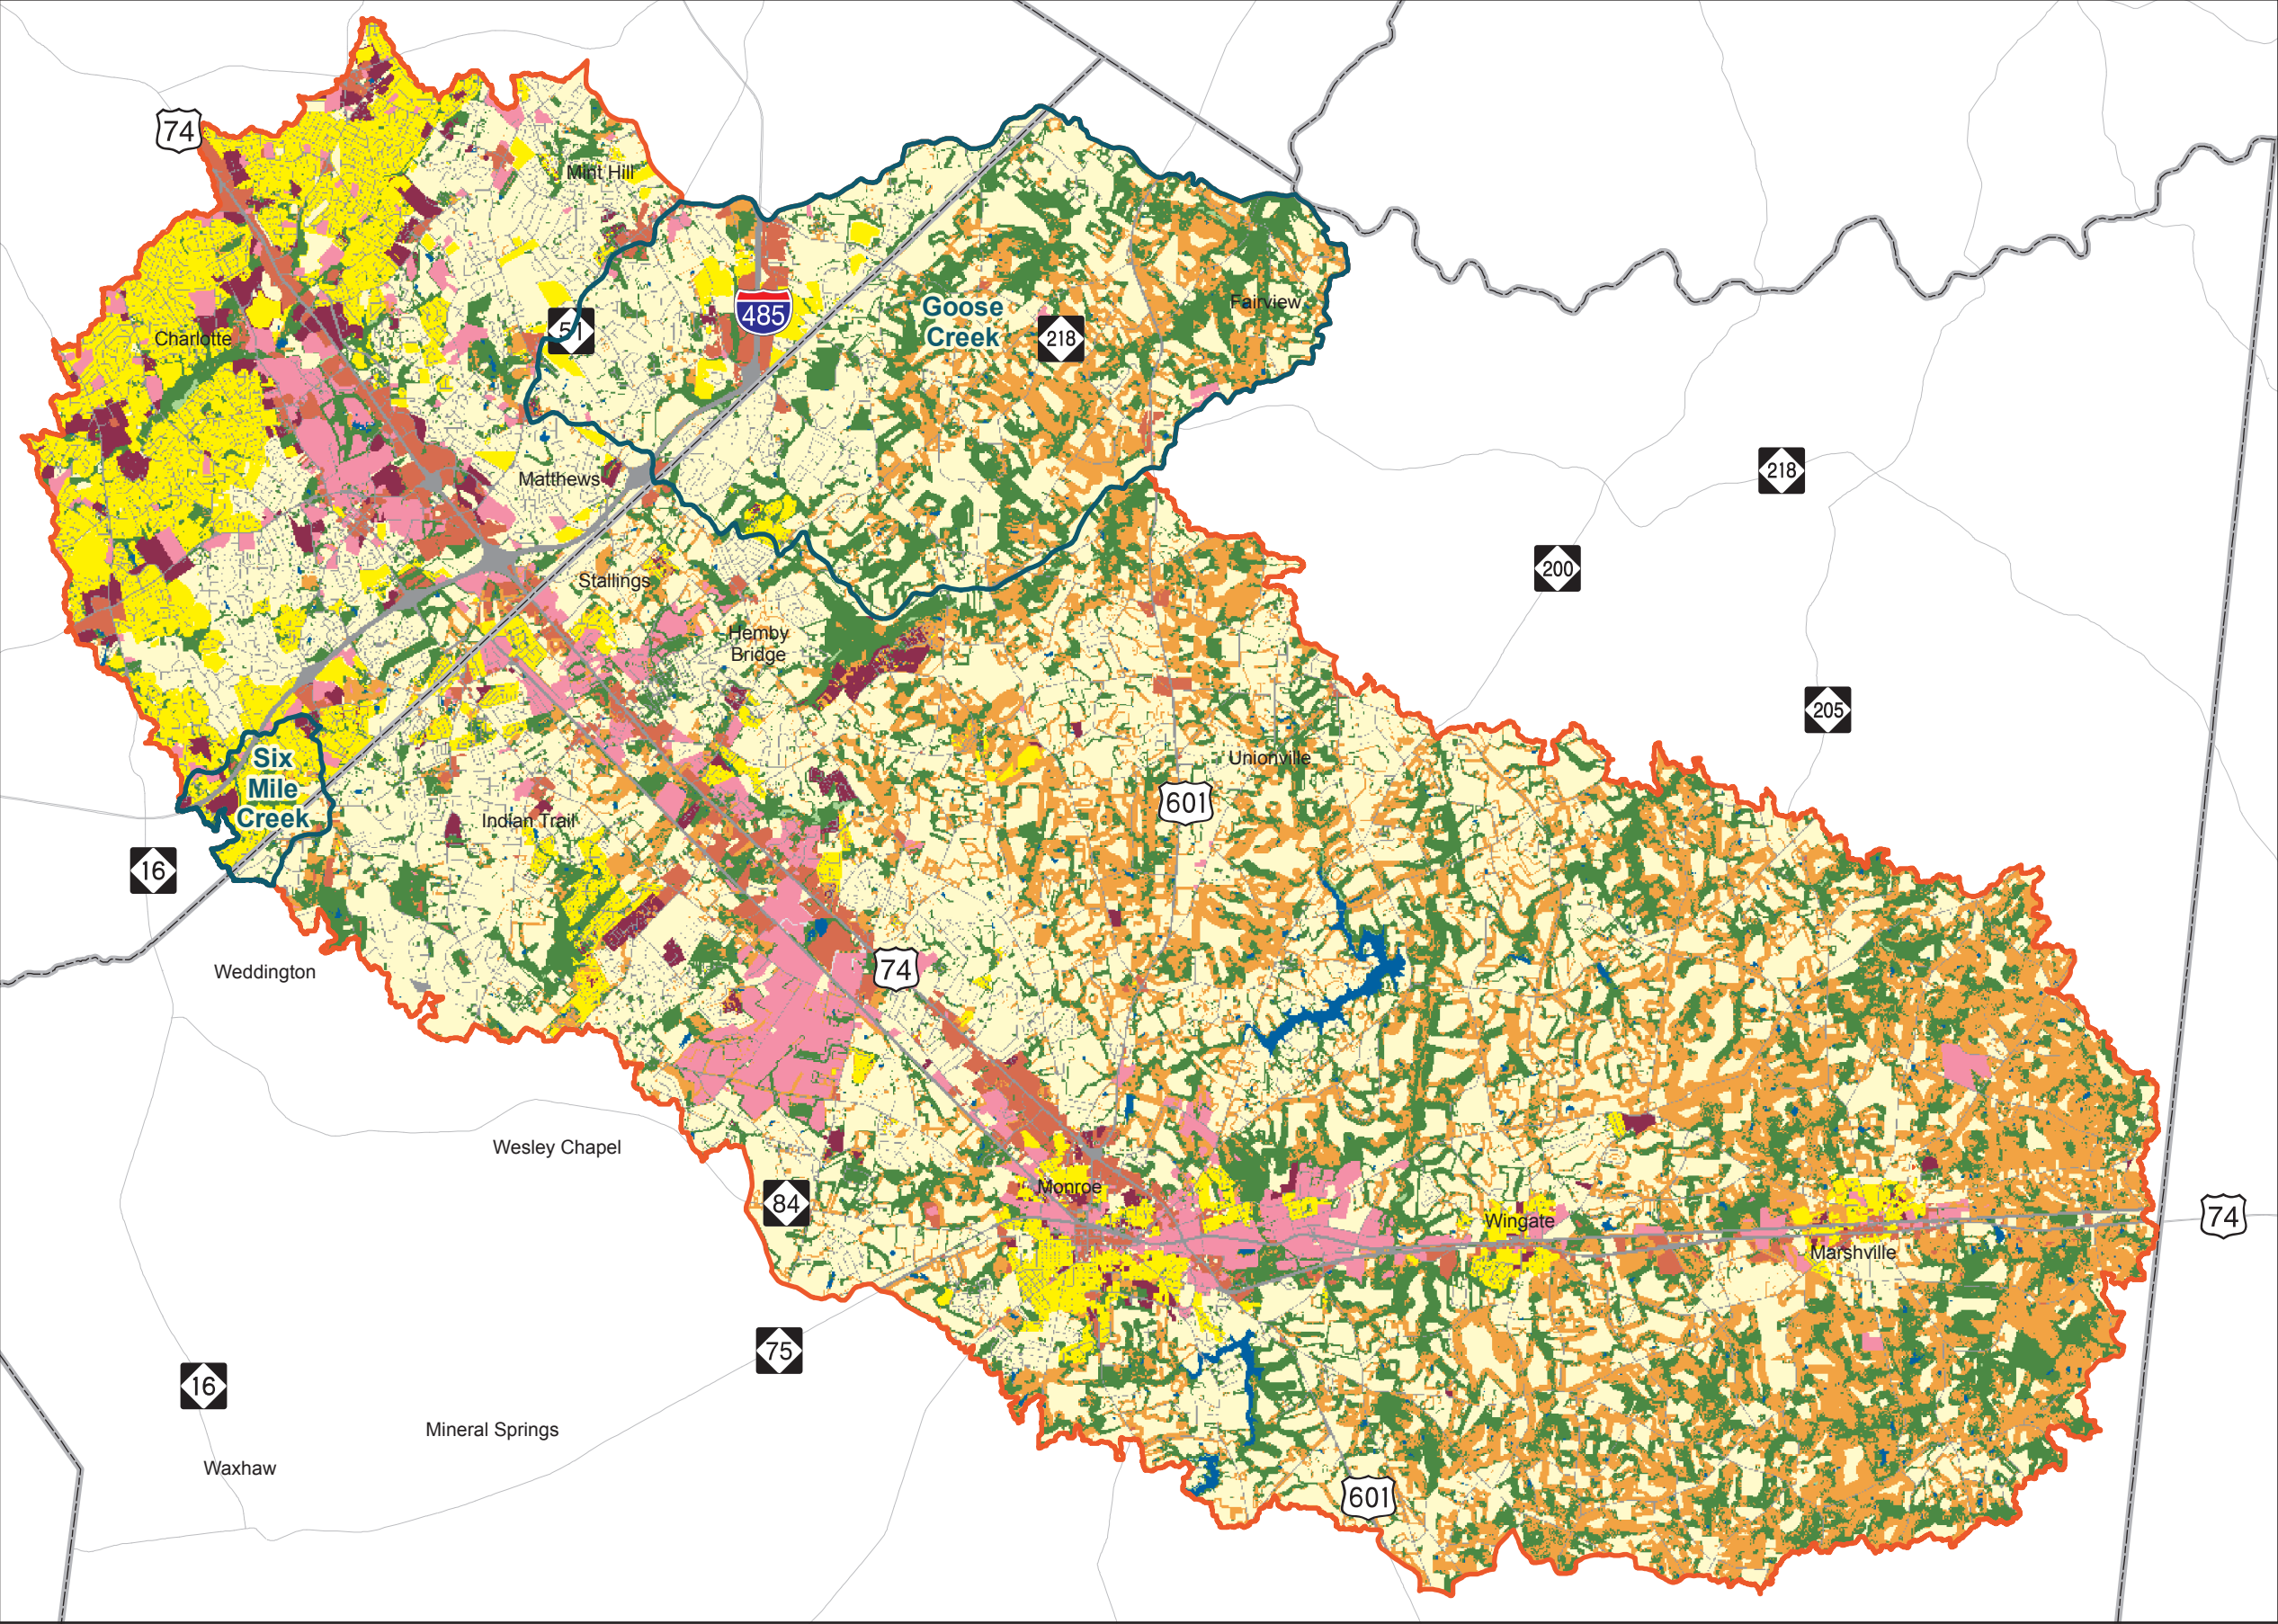 74
Mint Hill
Goose
Creek
Fairview
485
51
218
Charlotte
218
Matthews
200
Stallings
Hemby
Bridge
205
Unionville
Six
Mile
Creek
601
Indian Trail
16
Weddington
74
Wesley Chapel
Monroe
84
Wingate
74
Marshville
75
16
Mineral Springs
Waxhaw
601